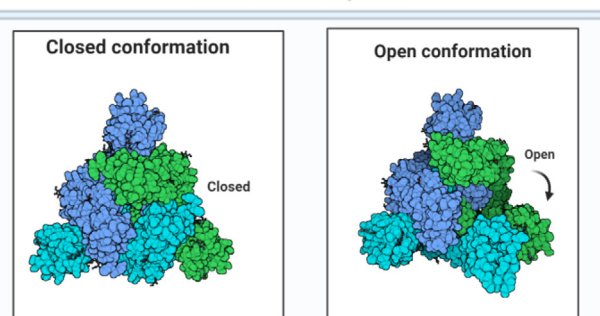 Closed conformation
Closed
Open conformation
Open